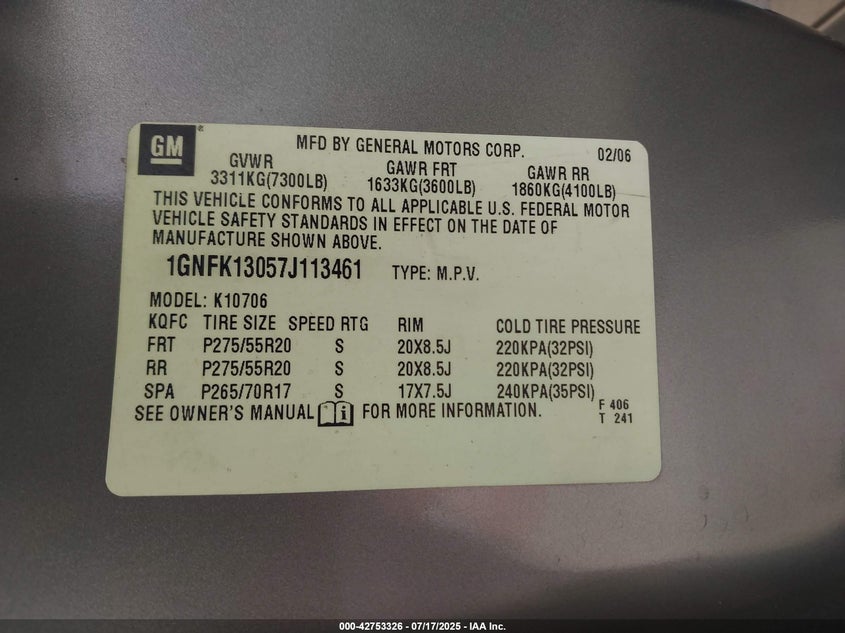 GM® MFD BY GENERAL MOTORS CORP. 02/06
GVWR GAWR FRT GAWR RR
3311KG(7300LB) 1633KG(3600LB) 1860KG(4100LB)
THIS VEHICLE CONFORMS TO ALL APPLICABLE U.S. FEDERAL MOTOR
VEHICLE SAFETY STANDARDS IN EFFECT ON THE DATE OF
MANUFACTURE SHOWN ABOVE.
1GNFK13057J113461 TYPE: M.P.V.
MODEL: K10706
KQFC TIRE SIZE SPEED RTG RIM COLD TIRE PRESSURE
FRT P275/55R20 S 20X8.5J 220KPA(32PSI)
RR P275/55R20 S 20X8.5J 220KPA(32PSI)
SPA P265/70R17 S 17X7.5J 240KPA(35PSI)
SEE OWNER'S MANUAL i FOR MORE INFORMATION. F 406
T 241
000-42753326 - 07/17/2025 - IAA Inc.